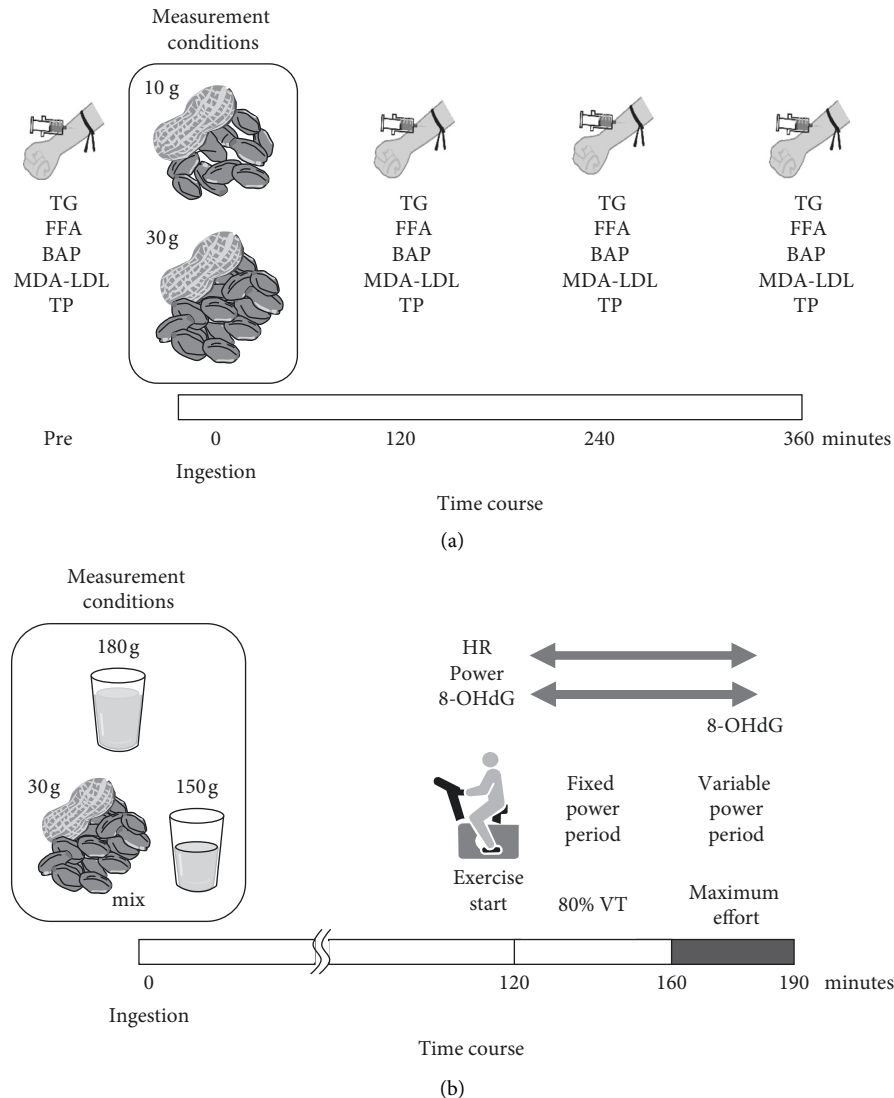 Measurement
conditions
10 g
30 g
TG
FFA
BAP
MDA-LDL
TP
TG
FFA
BAP
MDA-LDL
TP
TG
FFA
BAP
MDA-LDL
TP
TG
FFA
BAP
MDA-LDL
TP
Pre
0
120
240
360 minutes
Ingestion
Time course
(a)
Measurement
conditions
180 g
30 g
150 g
mix
HR
Power
8-OHdG
8-OHdG
Exercise
start
Fixed
power
period
80% VT
Variable
power
period
Maximum
effort
0
120
160
190 minutes
Ingestion
Time course
(b)